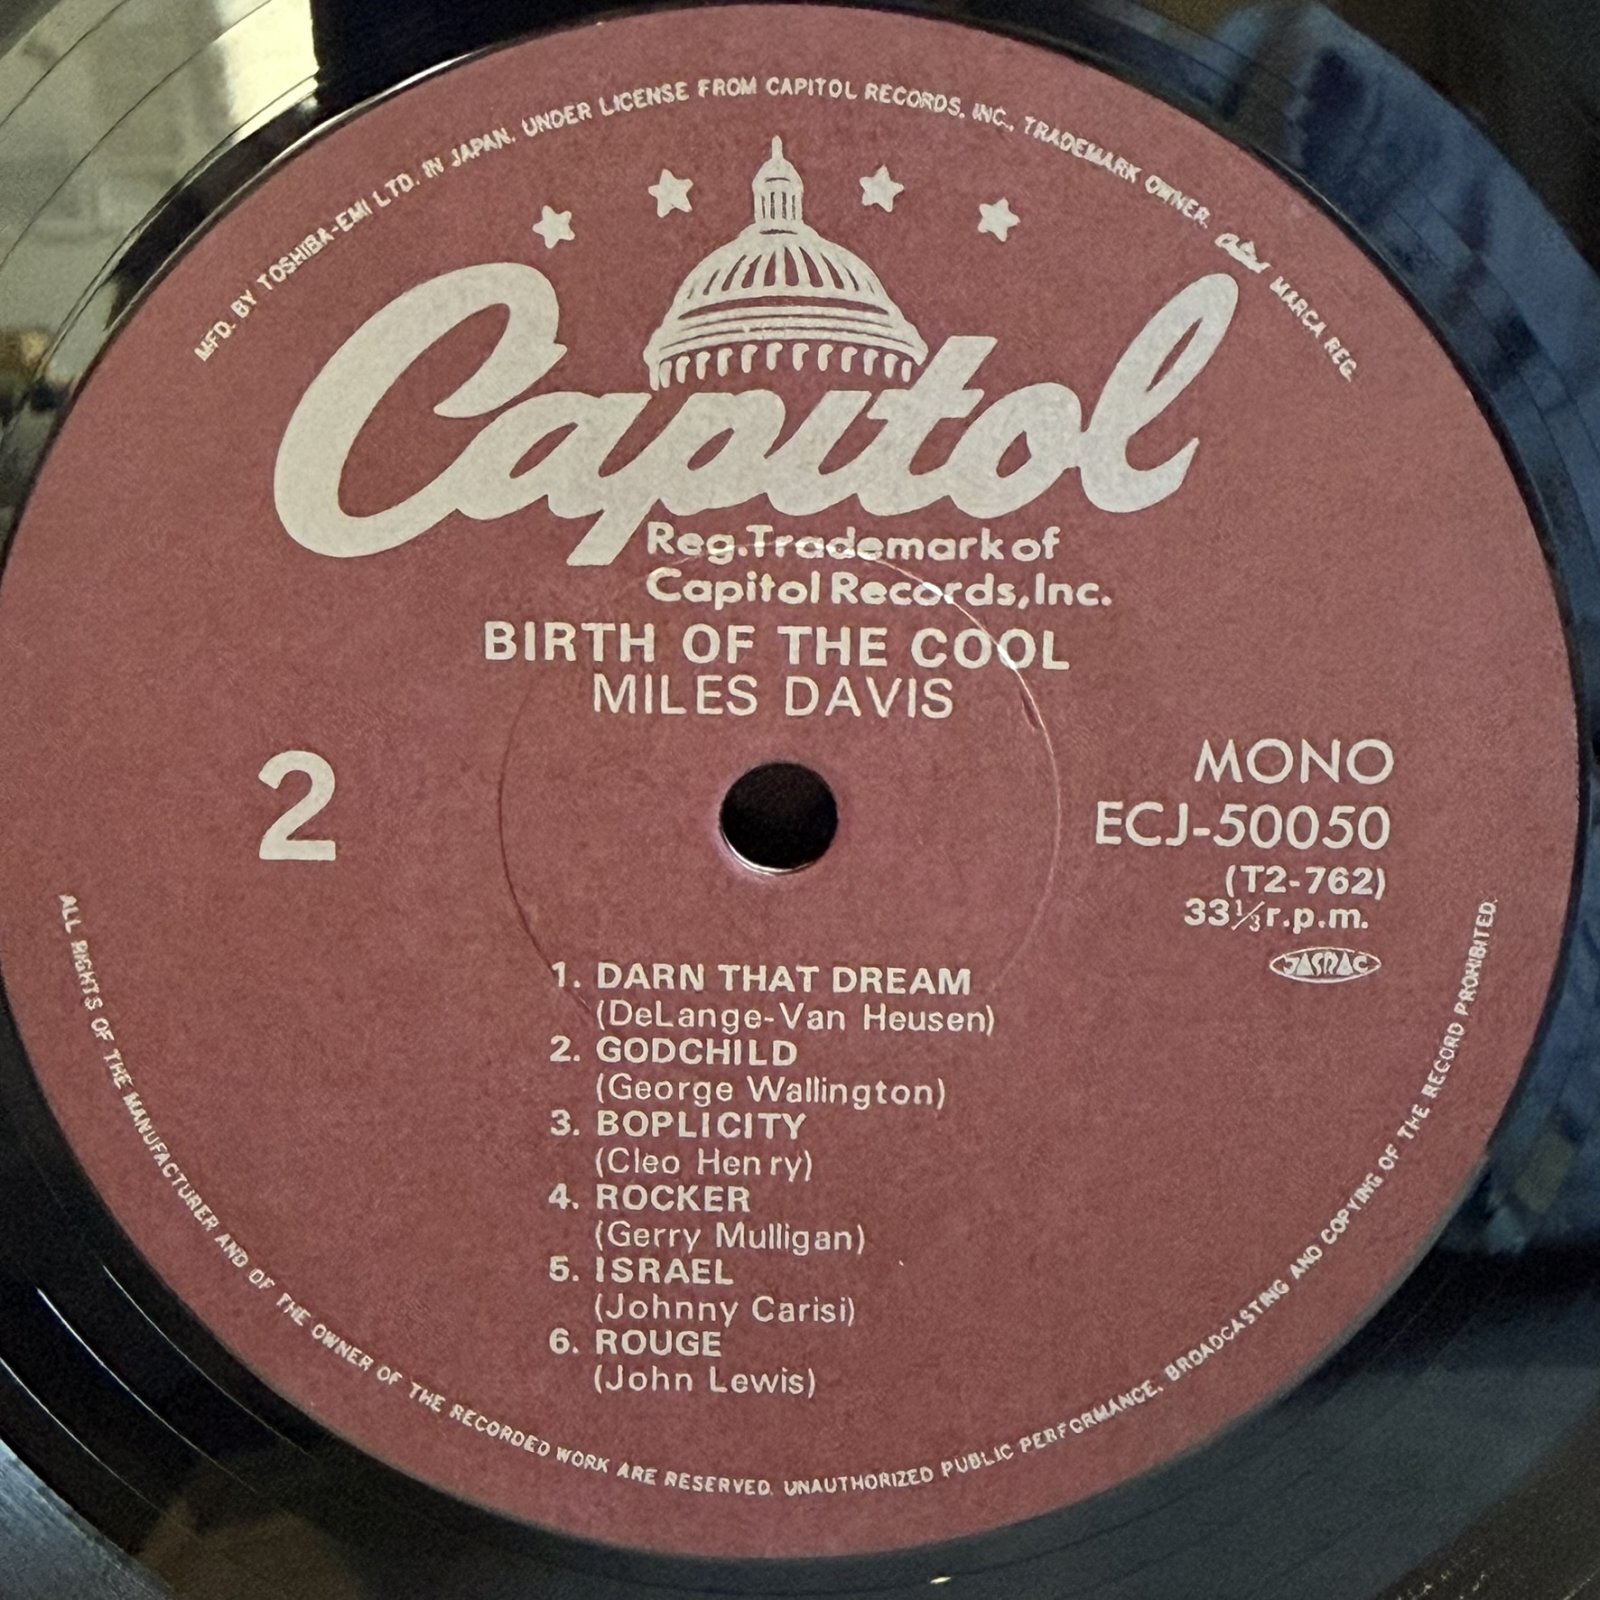 MFD. BY TOSHIBA-EMI LTD. IN JAPAN. UNDER LICENSE FROM CAPITOL RECORDS, INC., TRADEMARK OWNER. MARCA REG.
Capitol
Reg.Trademark of
Capitol Records,Inc.
BIRTH OF THE COOL
MILES DAVIS
2
MONO
ECJ-50050
(T2-762)
33⅓r.p.m.
JASRAC
1. DARN THAT DREAM
(DeLange-Van Heusen)
2. GODCHILD
(George Wallington)
3. BOPLICITY
(Cleo Henry)
4. ROCKER
(Gerry Mulligan)
5. ISRAEL
(Johnny Carisi)
6. ROUGE
(John Lewis)
ALL RIGHTS OF THE MANUFACTURER AND OF THE OWNER OF THE RECORDED WORK ARE RESERVED. UNAUTHORIZED PUBLIC PERFORMANCE, BROADCASTING AND COPYING OF THE RECORD PROHIBITED.